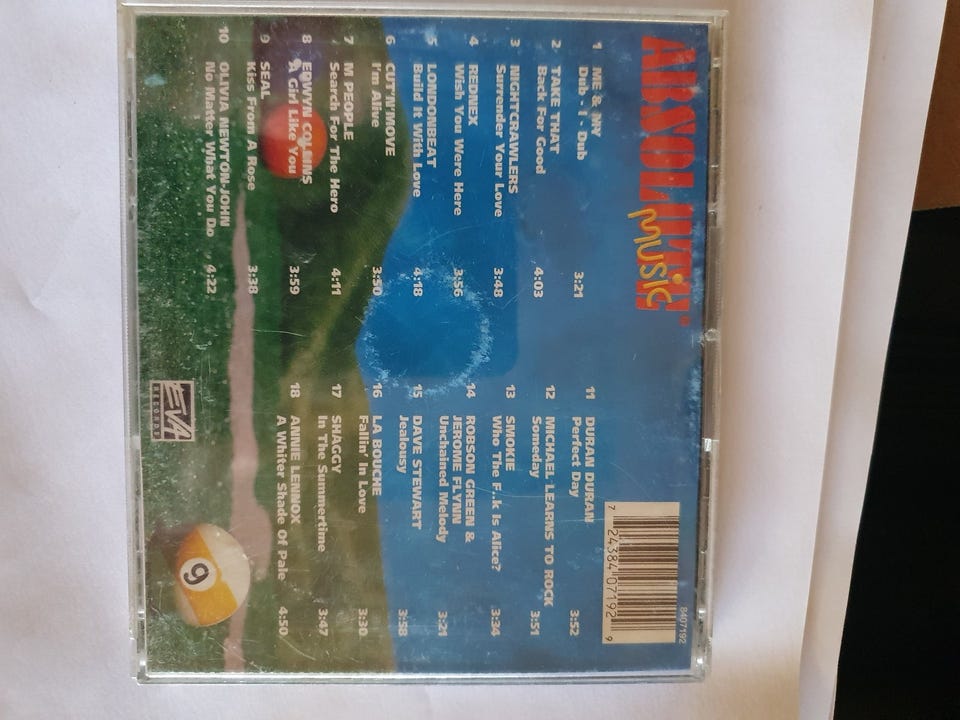 ABSOLUTE®
MUSIC
1 ME & MY
Dub - I - Dub 3:21
2 TAKE THAT
Back For Good 4:03
3 NIGHTCRAWLERS
Surrender Your Love 3:48
4 REDNEX
Wish You Were Here 3:56
5 LONDONBEAT
Build It With Love 4:18
6 CUT'N'MOVE
I'm Alive 3:50
7 M PEOPLE
Search For The Hero 4:11
8 EDWYN COLLINS
A Girl Like You 3:59
9 SEAL
Kiss From A Rose 3:38
10 OLIVIA NEWTON-JOHN
No Matter What You Do 4:22
11 DURAN DURAN
Perfect Day 3:52
12 MICHAEL LEARNS TO ROCK
Someday 3:51
13 SMOKIE
Who The F..k Is Alice? 3:34
14 ROBSON GREEN &
JEROME FLYNN
Unchained Melody 3:21
15 DAVE STEWART
Jealousy 3:58
16 LA BOUCHE
Fallin' In Love 3:30
17 SHAGGY
In The Summertime 3:47
18 ANNIE LENNOX
A Whiter Shade Of Pale 4:50
8407192
7 24384 07192 9
EVA
RECORDS
9